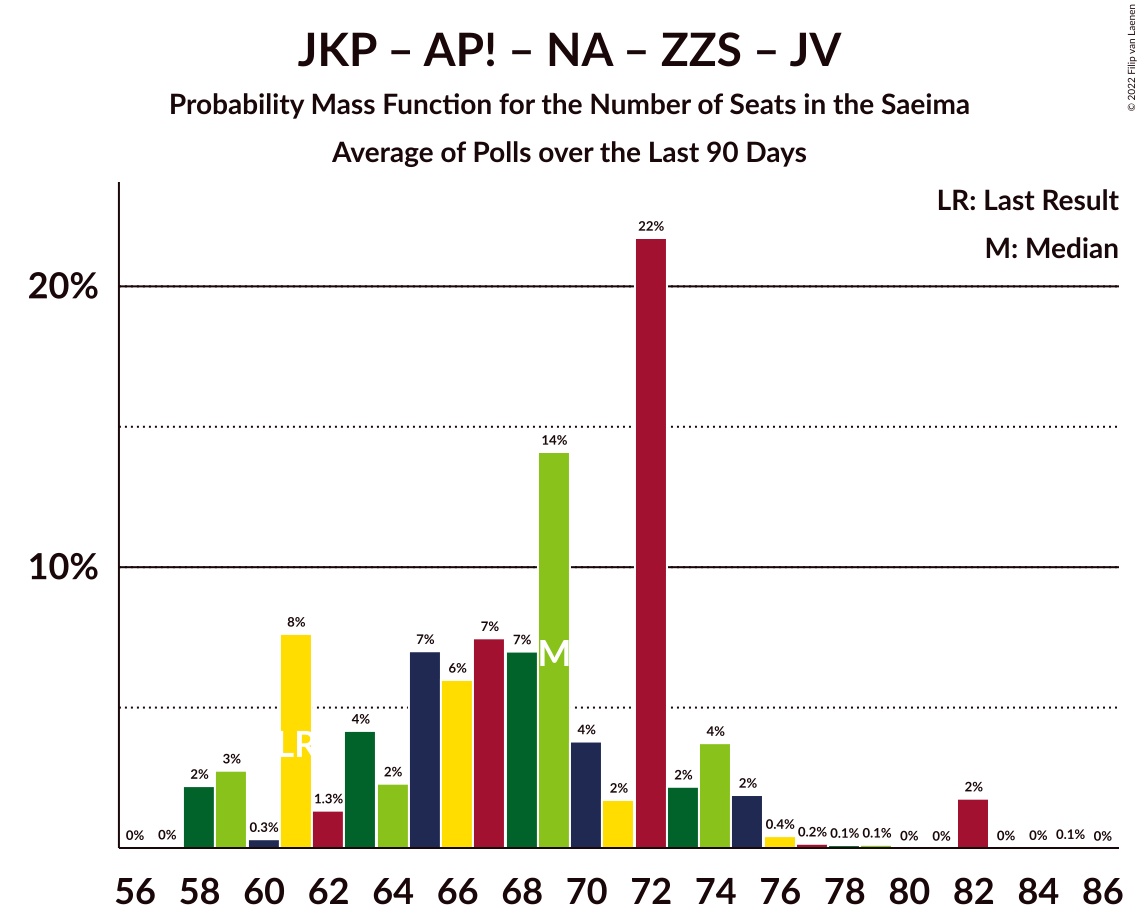 JKP – AP! – NA – ZZS – JV
Probability Mass Function for the Number of Seats in the Saeima
Average of Polls over the Last 90 Days
© 2022 Filip van Laenen
LR: Last Result
M: Median
20%
10%
0% 0% 2% 3% 0.3% 8% 1.3% 4% 2% 7% 6% 7% 7% 14% 4% 2% 22% 2% 4% 2% 0.4% 0.2% 0.1% 0.1% 0% 0% 2% 0% 0% 0.1% 0%
LR
M
56 58 60 62 64 66 68 70 72 74 76 78 80 82 84 86